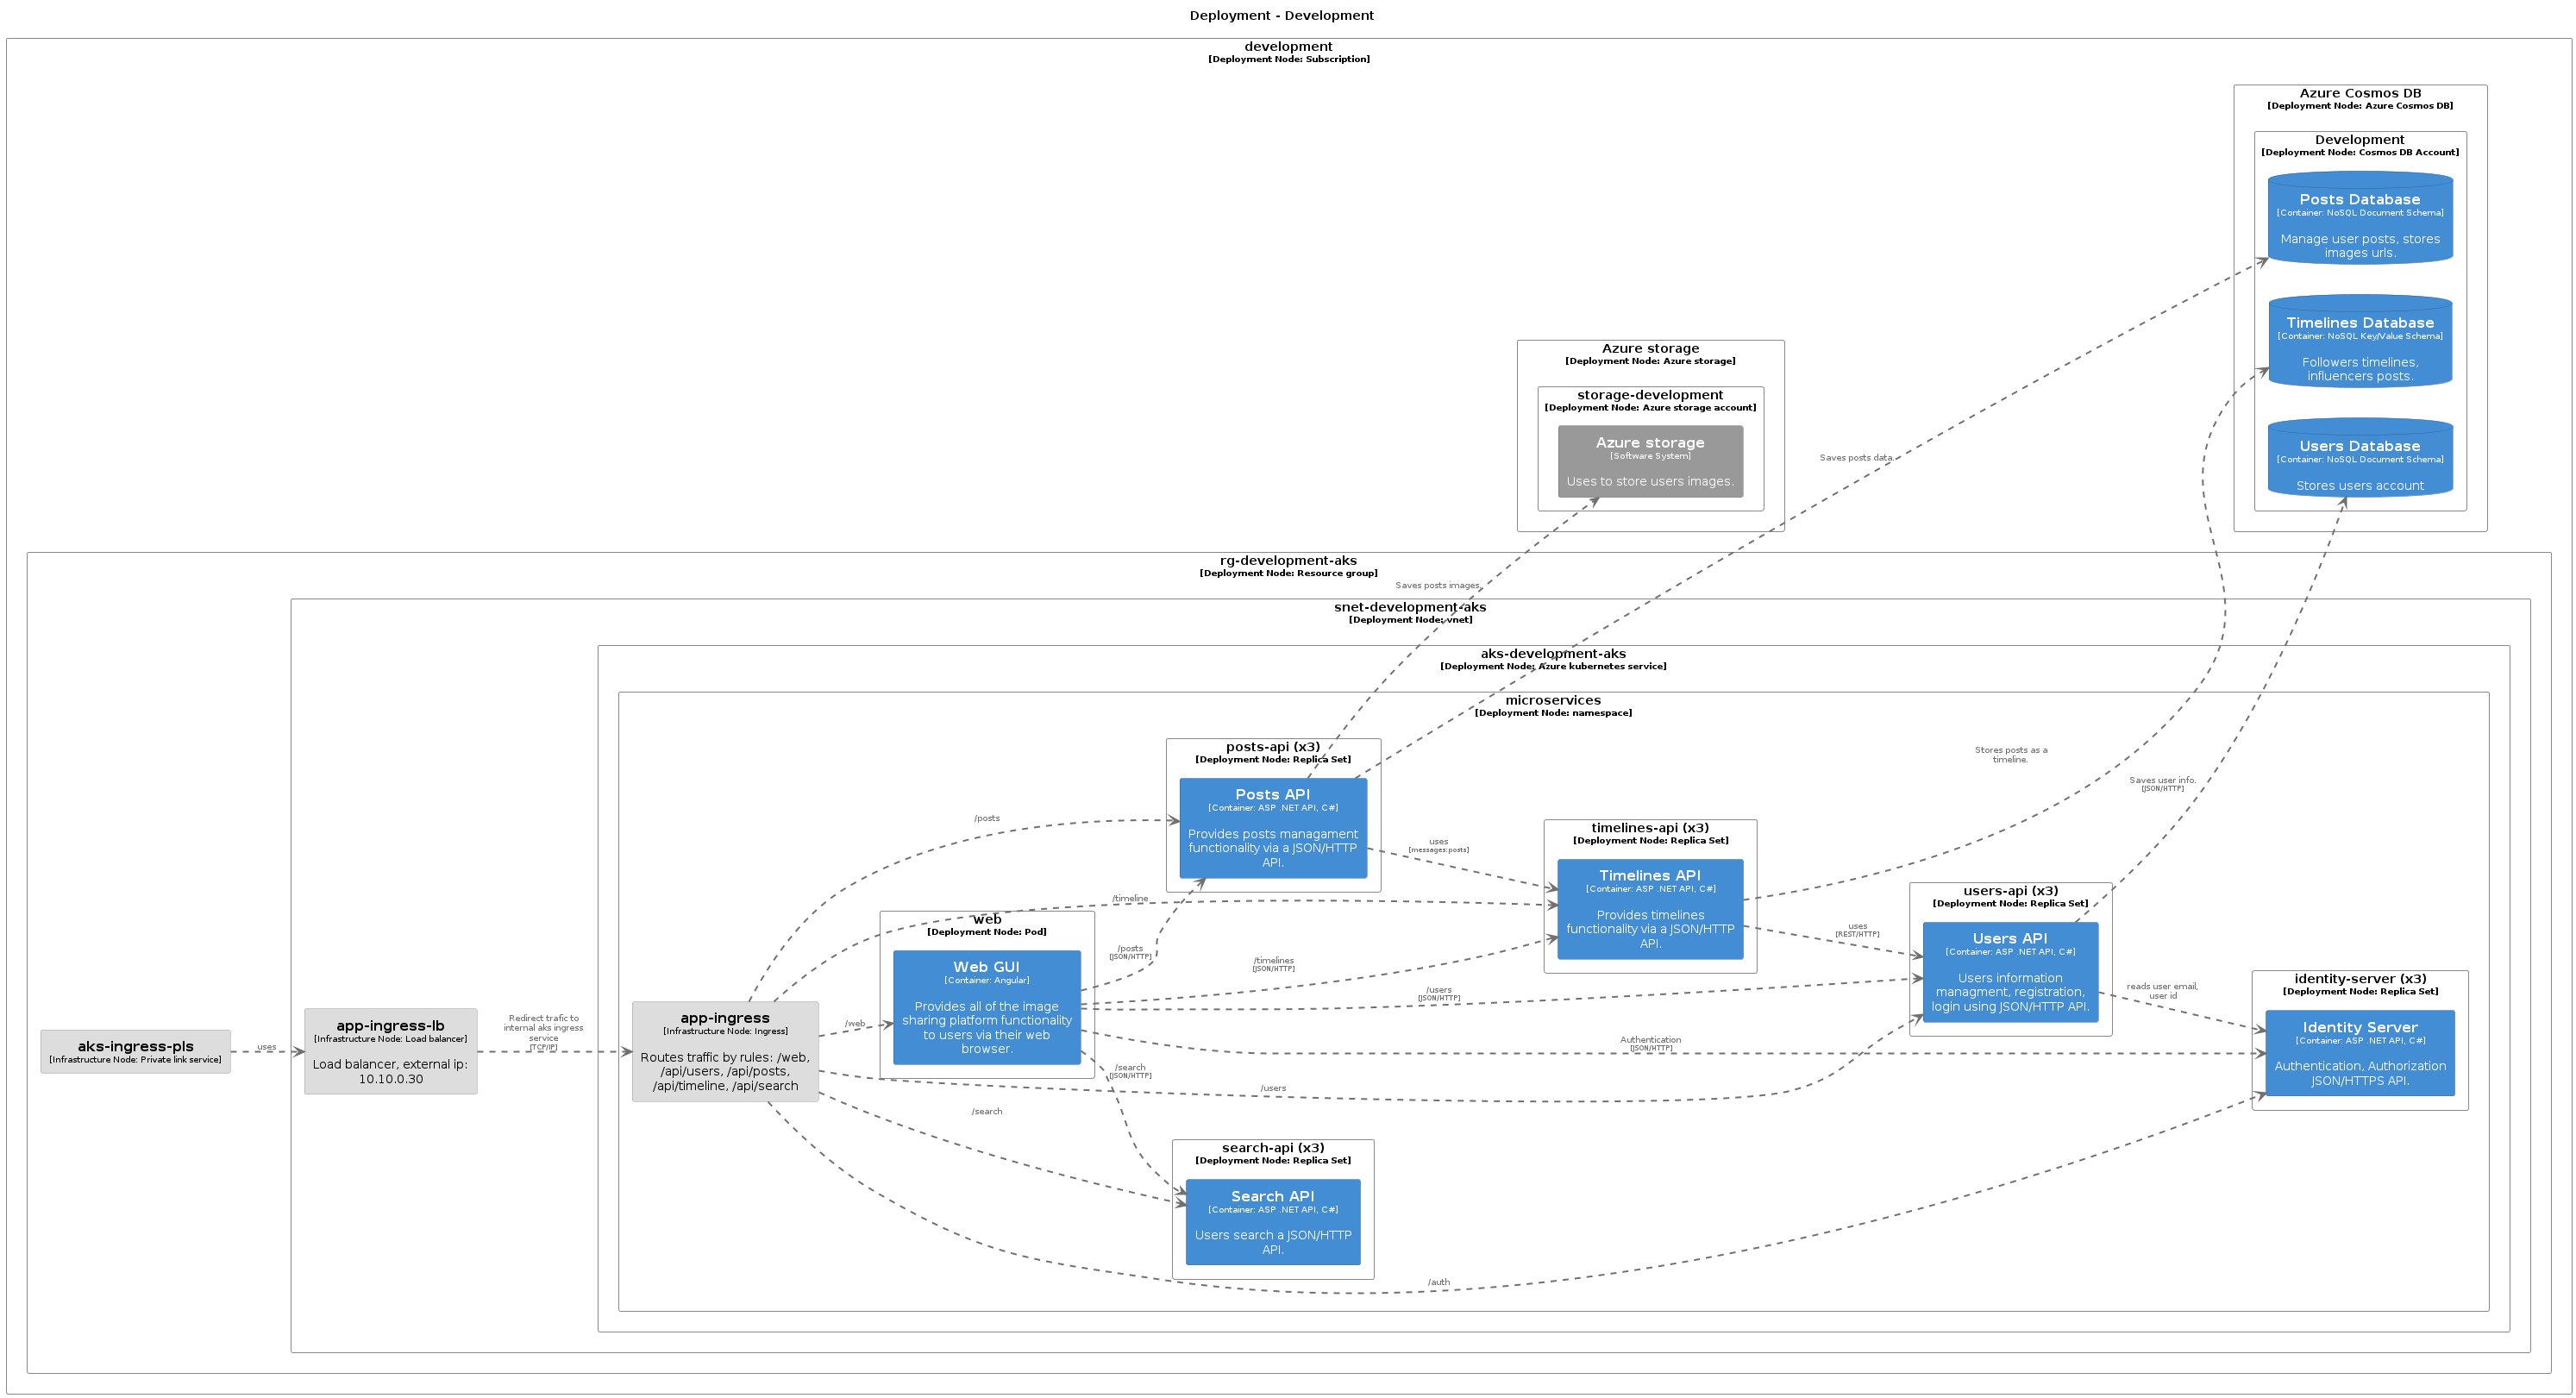 Deployment - Development
development
[Deployment Node: Subscription]
Azure Cosmos DB
[Deployment Node: Azure Cosmos DB]
Development
[Deployment Node: Cosmos DB Account]
Posts Database
[Container: NoSQL Document Schema]
Manage user posts, stores
images urls.
Timelines Database
[Container: NoSQL Key/Value Schema]
Followers timelines,
influencers posts.
Users Database
[Container: NoSQL Document Schema]
Stores users account
Azure storage
[Deployment Node: Azure storage]
storage-development
[Deployment Node: Azure storage account]
Azure storage
[Software System]
Uses to store users images.
Saves posts data.
rg-development-aks
[Deployment Node: Resource group]
Saves posts images.
snet-development-aks
[Deployment Node: vnet]
aks-development-aks
[Deployment Node: Azure kubernetes service]
microservices
[Deployment Node: namespace]
posts-api (x3)
[Deployment Node: Replica Set]
Posts API
[Container: ASP .NET API, C#]
Provides posts managament
functionality via a JSON/HTTP
API.
Stores posts as a
timeline.
Saves user info.
[JSON/HTTP]
/posts
uses
[messages:posts]
timelines-api (x3)
[Deployment Node: Replica Set]
Timelines API
[Container: ASP .NET API, C#]
Provides timelines
functionality via a JSON/HTTP
API.
/timeline
web
[Deployment Node: Pod]
Web GUI
[Container: Angular]
Provides all of the image
sharing platform functionality
to users via their web
browser.
/posts
[JSON/HTTP]
/timelines
[JSON/HTTP]
/users
[JSON/HTTP]
uses
[REST/HTTP]
users-api (x3)
[Deployment Node: Replica Set]
Users API
[Container: ASP .NET API, C#]
Users information
managment, registration,
login using JSON/HTTP API.
reads user email,
user id
identity-server (x3)
[Deployment Node: Replica Set]
Identity Server
[Container: ASP .NET API, C#]
Authentication, Authorization
JSON/HTTPS API.
aks-ingress-pls
[Infrastructure Node: Private link service]
uses
app-ingress-lb
[Infrastructure Node: Load balancer]
Load balancer, external ip:
10.10.0.30
Redirect trafic to
internal aks ingress
service
[TCP/IP]
app-ingress
[Infrastructure Node: Ingress]
Routes traffic by rules: /web,
/api/users, /api/posts,
/api/timeline, /api/search
/web
Authentication
[JSON/HTTP]
/search
[JSON/HTTP]
/users
/search
search-api (x3)
[Deployment Node: Replica Set]
Search API
[Container: ASP .NET API, C#]
Users search a JSON/HTTP
API.
/auth